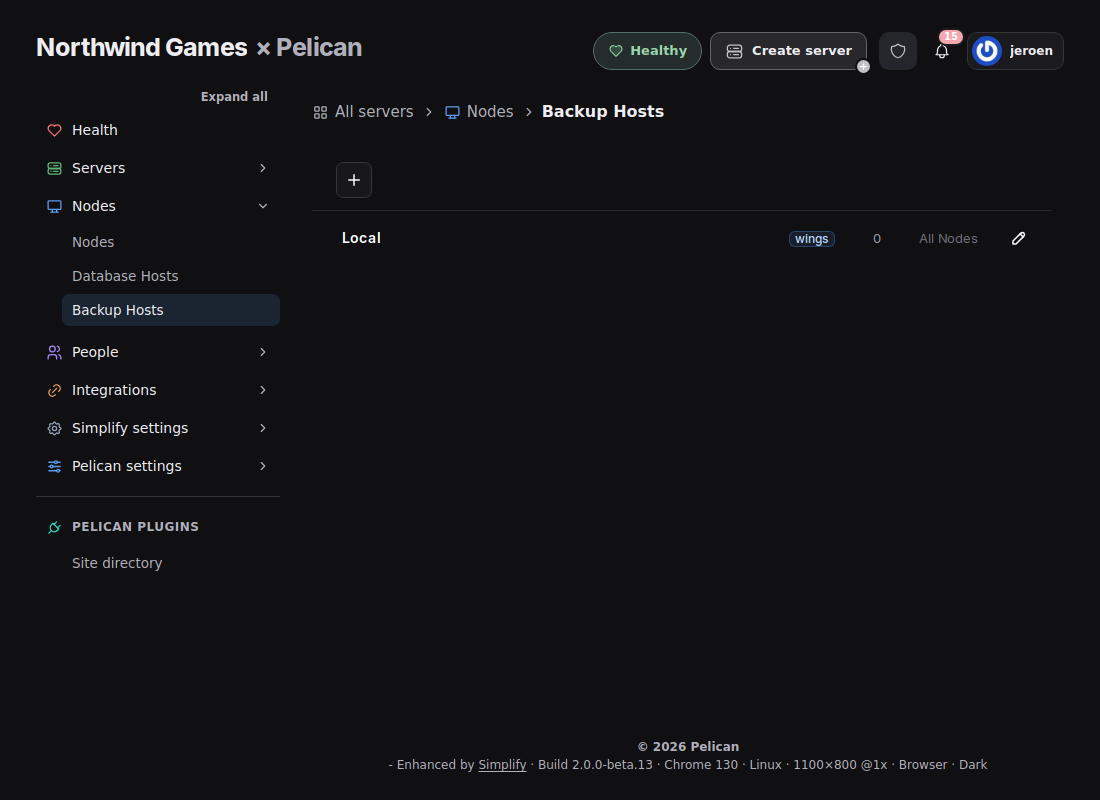 Northwind Games × Pelican
Healthy
Create server
15
jeroen
Expand all
Health
Servers
Nodes
Nodes
Database Hosts
Backup Hosts
People
Integrations
Simplify settings
Pelican settings
PELICAN PLUGINS
Site directory
All servers > Nodes > Backup Hosts
Local wings 0 All Nodes
© 2026 Pelican
- Enhanced by Simplify · Build 2.0.0-beta.13 · Chrome 130 · Linux · 1100×800 @1x · Browser · Dark